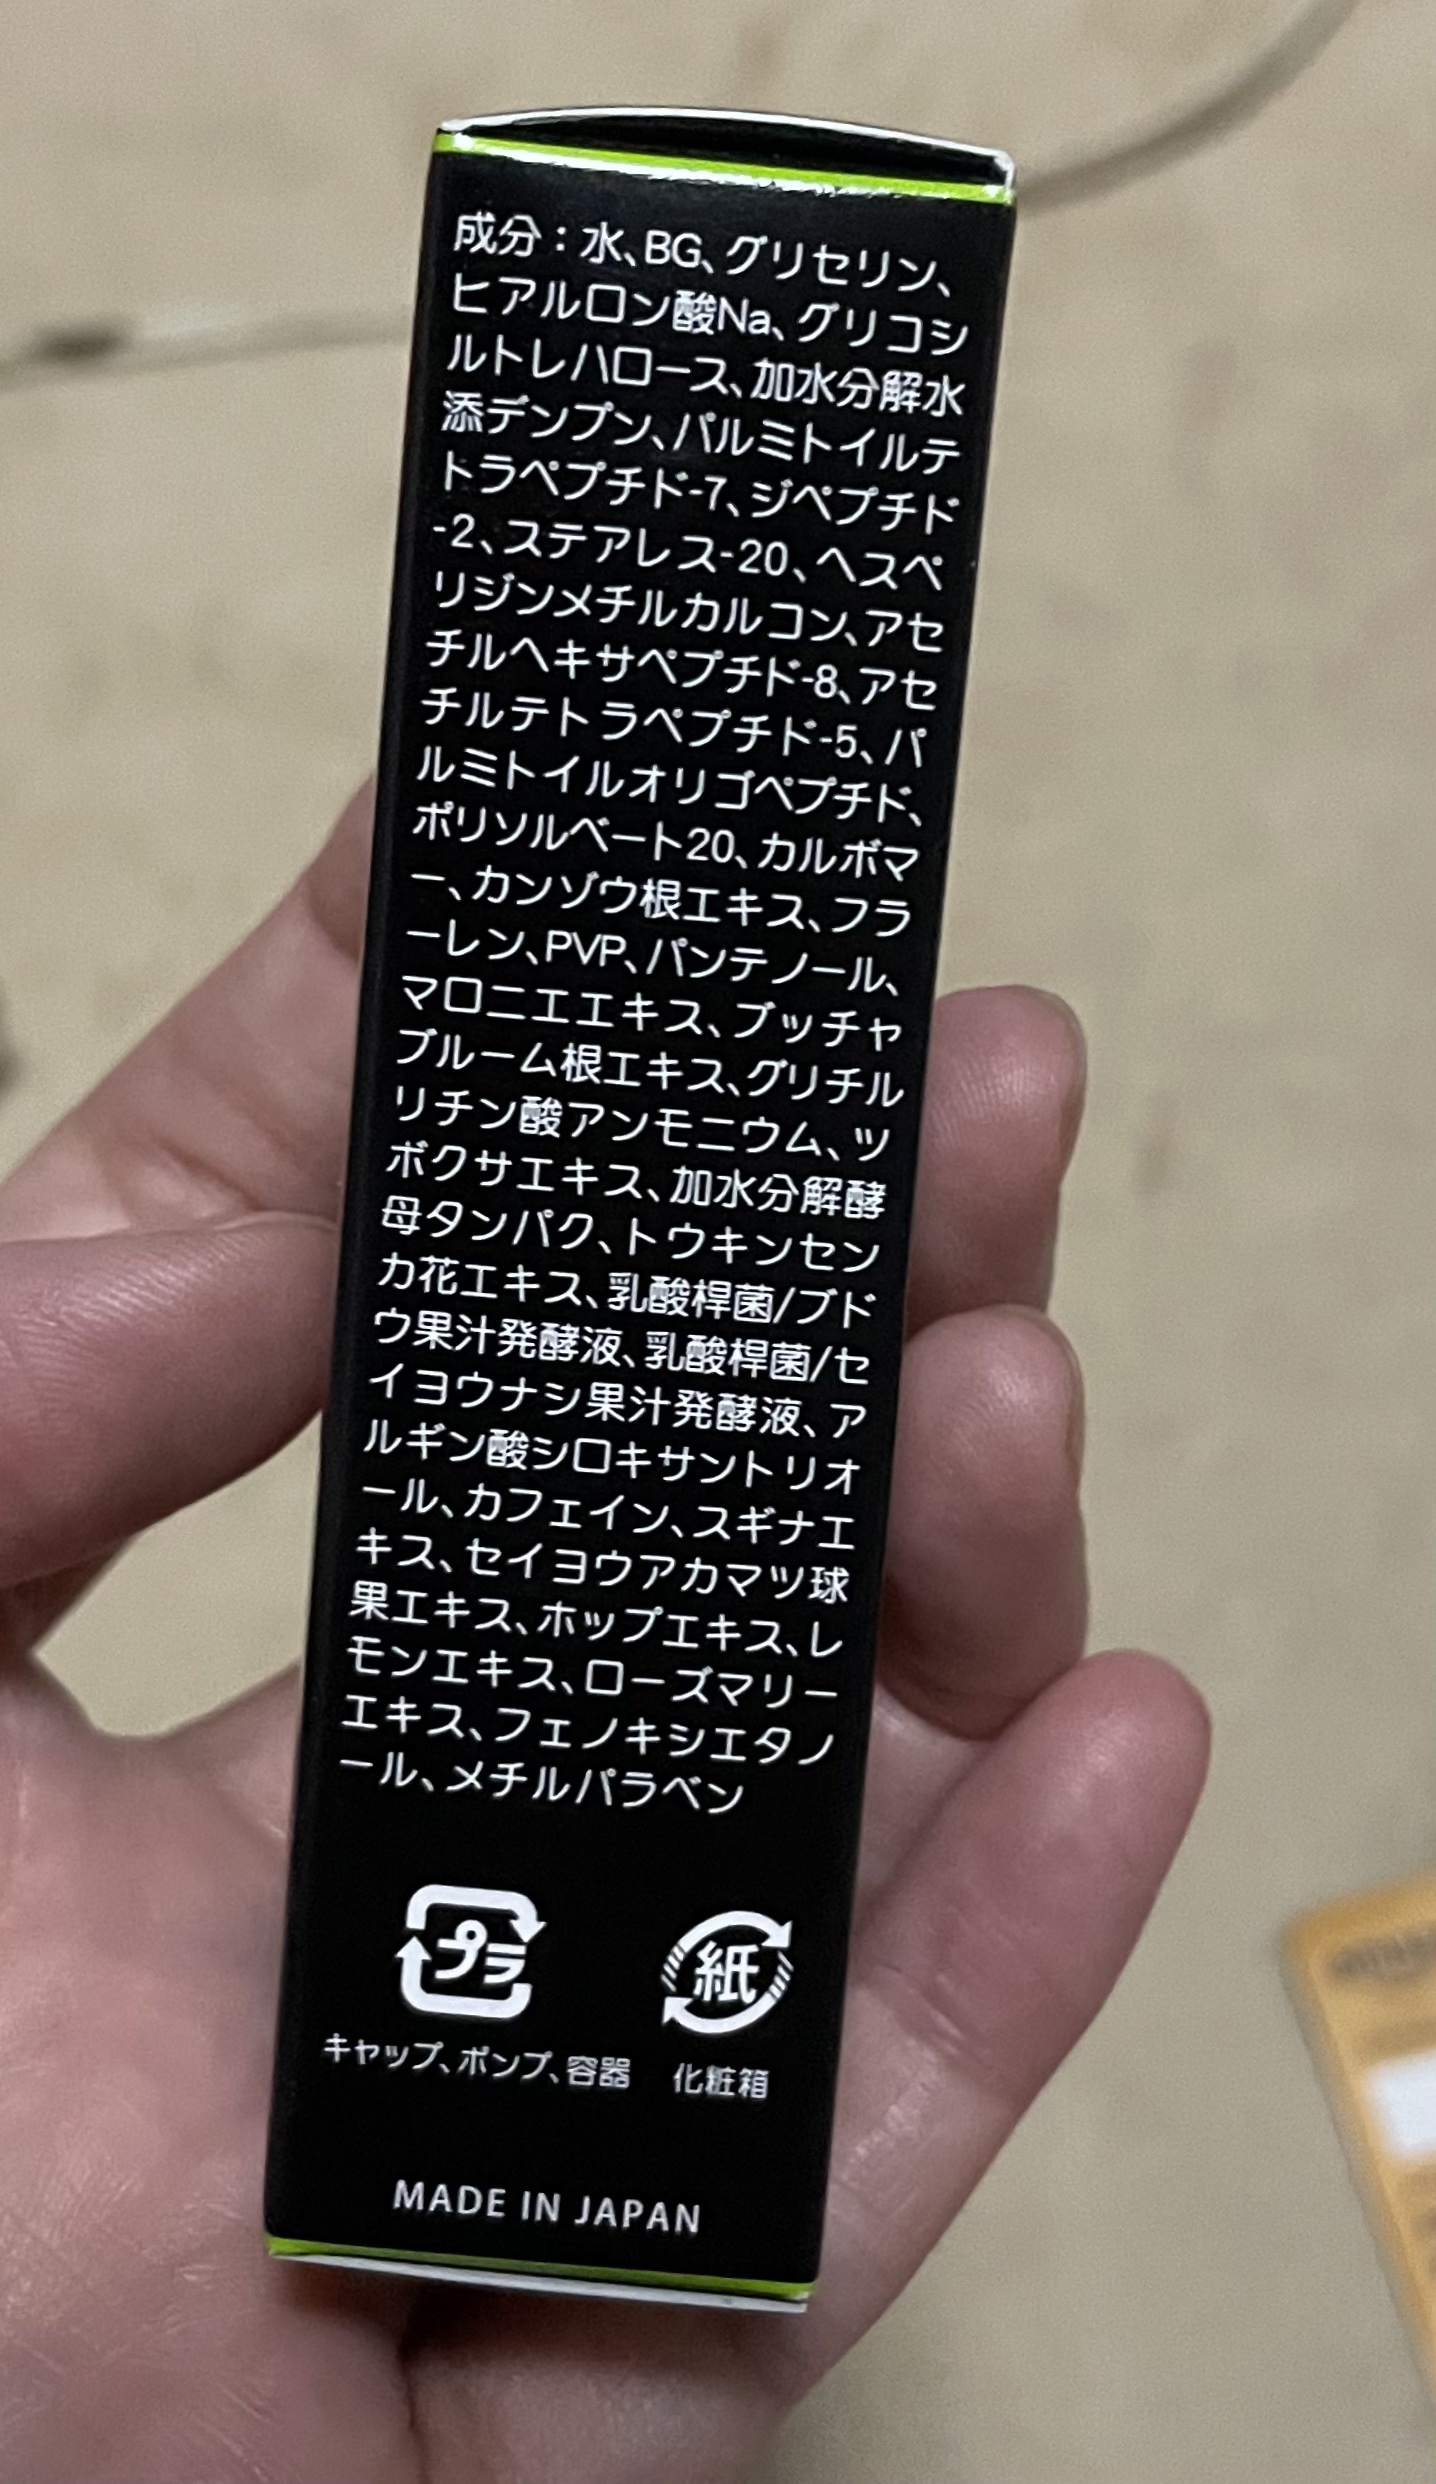 成分：水、BG、グリセリン、
ヒアルロン酸Na、グリコシ
ルトレハロース、加水分解水
添デンプン、パルミトイルテ
トラペプチド-7、ジペプチド
-2、ステアレス-20、ヘスペ
リジンメチルカルコン、アセ
チルヘキサペプチド-8、アセ
チルテトラペプチド-5、パ
ルミトイルオリゴペプチド、
ポリソルベート20、カルボマ
ー、カンゾウ根エキス、フラ
ーレン、PVP、パンテノール、
マロニエエキス、ブッチャ
ブルーム根エキス、グリチル
リチン酸アンモニウム、ツ
ボクサエキス、加水分解酵
母タンパク、トウキンセン
カ花エキス、乳酸桿菌/ブド
ウ果汁発酵液、乳酸桿菌/セ
イヨウナシ果汁発酵液、ア
ルギン酸シロキサントリオ
ール、カフェイン、スギナエ
キス、セイヨウアカマツ球
果エキス、ホップエキス、レ
モンエキス、ローズマリー
エキス、フェノキシエタノ
ール、メチルパラベン
プラ 紙
キャップ、ポンプ、容器 化粧箱
MADE IN JAPAN